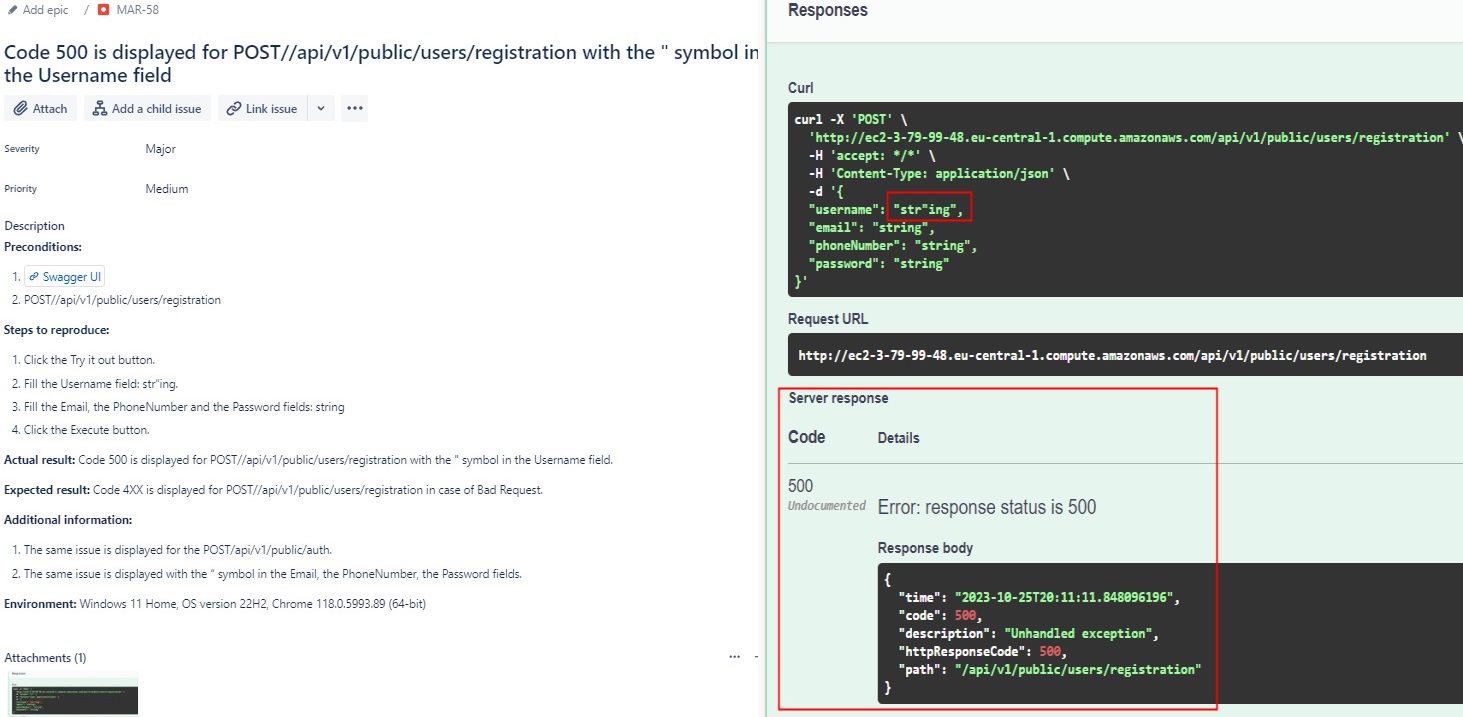 Add epic / MAR-58
Code 500 is displayed for POST//api/v1/public/users/registration with the " symbol in
the Username field
Attach
Add a child issue
Link issue
Severity Major
Priority Medium
Description
Preconditions:
1. Swagger UI
2. POST//api/v1/public/users/registration
Steps to reproduce:
1. Click the Try it out button.
2. Fill the Username field: str"ing.
3. Fill the Email, the PhoneNumber and the Password fields: string
4. Click the Execute button.
Actual result: Code 500 is displayed for POST//api/v1/public/users/registration with the " symbol in the Username field.
Expected result: Code 4XX is displayed for POST//api/v1/public/users/registration in case of Bad Request.
Additional information:
1. The same issue is displayed for the POST/api/v1/public/auth.
2. The same issue is displayed with the " symbol in the Email, the PhoneNumber, the Password fields.
Environment: Windows 11 Home, OS version 22H2, Chrome 118.0.5993.89 (64-bit)
Attachments (1)
Responses
Curl
curl -X 'POST' \
'http://ec2-3-79-99-48.eu-central-1.compute.amazonaws.com/api/v1/public/users/registration' \
-H 'accept: */*' \
-H 'Content-Type: application/json' \
-d '{
"username": "str"ing",
"email": "string",
"phoneNumber": "string",
"password": "string"
}'
Request URL
http://ec2-3-79-99-48.eu-central-1.compute.amazonaws.com/api/v1/public/users/registration
Server response
Code Details
500
Undocumented
Error: response status is 500
Response body
{
"time": "2023-10-25T20:11:11.848096196",
"code": 500,
"description": "Unhandled exception",
"httpResponseCode": 500,
"path": "/api/v1/public/users/registration"
}